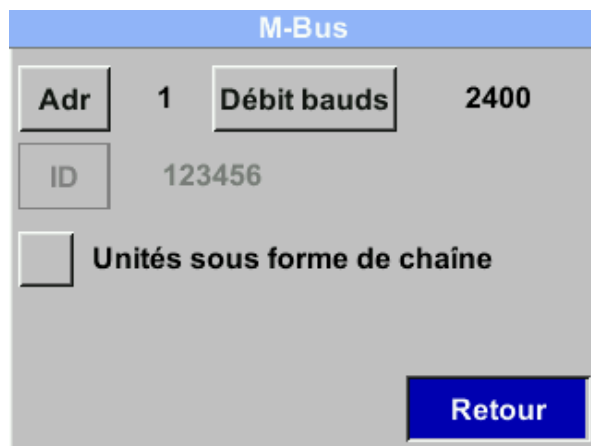 M-Bus
Adr 1 Débit bauds 2400
ID 123456
Unités sous forme de chaîne
Retour